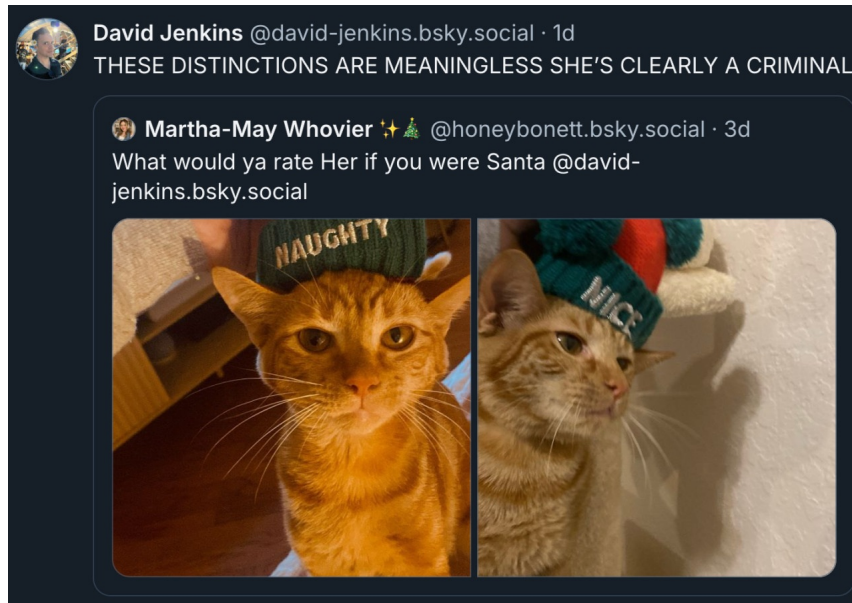 David Jenkins @david-jenkins.bsky.social · 1d
THESE DISTINCTIONS ARE MEANINGLESS SHE’S CLEARLY A CRIMINAL
Martha-May Whovier ✨🎄 @honeybonett.bsky.social · 3d
What would ya rate Her if you were Santa @david-
jenkins.bsky.social
NAUGHTY